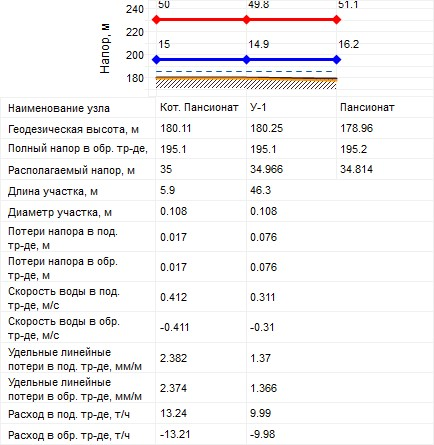 240
220
200
180
Напор, м
50 49.8 51.1
15 14.9 16.2
Наименование узла Кот. Пансионат У-1 Пансионат
Геодезическая высота, м 180.11 180.25 178.96
Полный напор в обр. тр-де, 195.1 195.1 195.2
Располагаемый напор, м 35 34.966 34.814
Длина участка, м 5.9 46.3
Диаметр участка, м 0.108 0.108
Потери напора в под.
тр-де, м 0.017 0.076
Потери напора в обр.
тр-де, м 0.017 0.076
Скорость воды в под.
тр-де, м/с 0.412 0.311
Скорость воды в обр.
тр-де, м/с -0.411 -0.31
Удельные линейные
потери в под. тр-де, мм/м 2.382 1.37
Удельные линейные
потери в обр. тр-де, мм/м 2.374 1.366
Расход в под. тр-де, т/ч 13.24 9.99
Расход в обр. тр-де, т/ч -13.21 -9.98